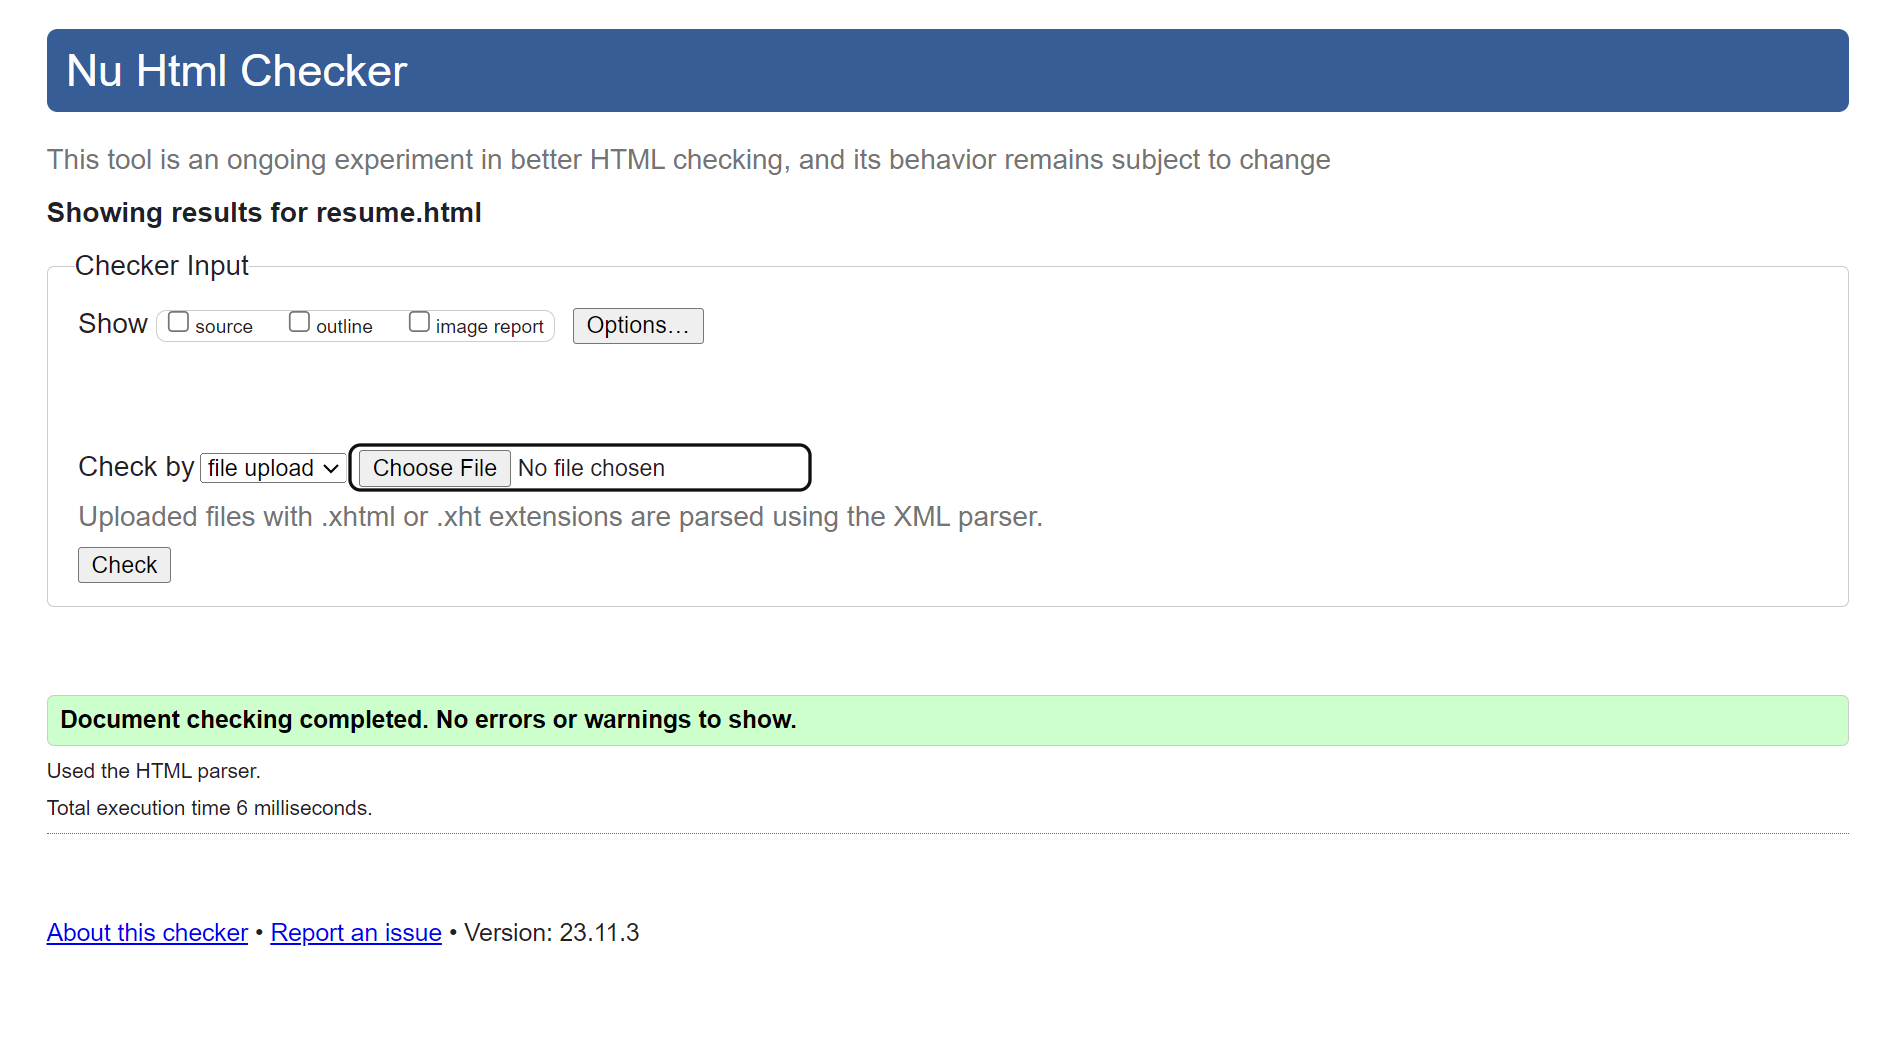 Nu Html Checker
This tool is an ongoing experiment in better HTML checking, and its behavior remains subject to change
Showing results for resume.html
Checker Input
Show source outline image report Options…
Check by file upload Choose File No file chosen
Uploaded files with .xhtml or .xht extensions are parsed using the XML parser.
Check
Document checking completed. No errors or warnings to show.
Used the HTML parser.
Total execution time 6 milliseconds.
About this checker • Report an issue • Version: 23.11.3